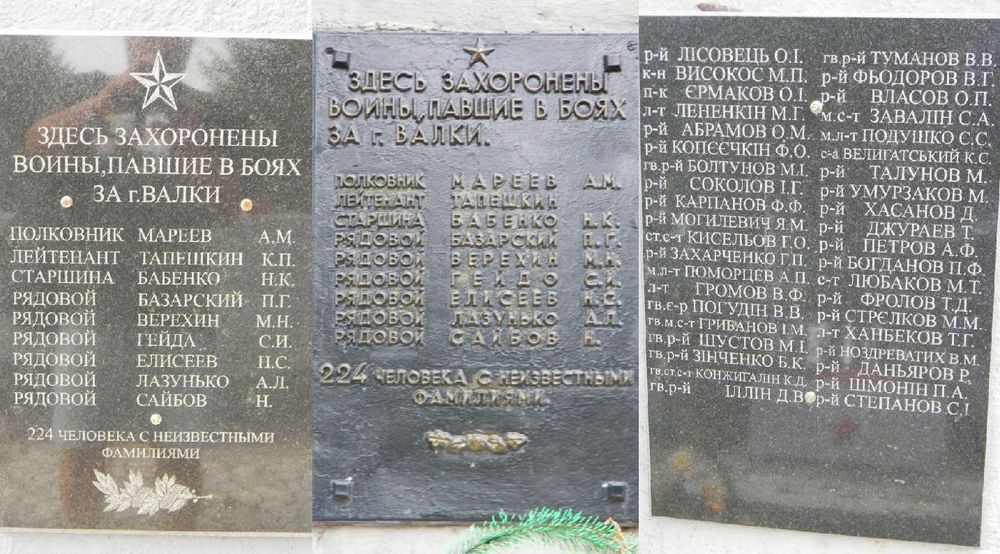 ЗДЕСЬ ЗАХОРОНЕНЫ
ВОИНЫ,ПАВШИЕ В БОЯХ
ЗА г.ВАЛКИ
ПОЛКОВНИК МАРЕЕВ А.М.
ЛЕЙТЕНАНТ ТАПЕШКИН К.П.
СТАРШИНА БАБЕНКО Н.К.
РЯДОВОЙ БАЗАРСКИЙ П.Г.
РЯДОВОЙ ВЕРЕХИН М.Н.
РЯДОВОЙ ГЕЙДА С.И.
РЯДОВОЙ ЕЛИСЕЕВ Н.С.
РЯДОВОЙ ЛАЗУНЬКО А.Л.
РЯДОВОЙ САЙБОВ Н.
224 ЧЕЛОВЕКА С НЕИЗВЕСТНЫМИ
ФАМИЛИЯМИ
ЗДЕСЬ ЗАХОРОНЕНЫ
ВОИНЫ, ПАВШИЕ В БОЯХ
ЗА г. ВАЛКИ.
ПОЛКОВНИК МАРЕЕВ А.М.
ЛЕЙТЕНАНТ ТАПЕШКИН
СТАРШИНА БАБЕНКО Н.К.
РЯДОВОЙ БАЗАРСКИЙ П.Г.
РЯДОВОЙ ВЕРЕХИН М.Н.
РЯДОВОЙ ГЕЙДО С.И.
РЯДОВОЙ ЕЛИСЕЕВ Н.С.
РЯДОВОЙ ЛАЗУНЬКО А.Л.
РЯДОВОЙ САЙБОВ Н.
224 ЧЕЛОВЕКА С НЕИЗВЕСТНЫМИ
ФАМИЛИЯМИ.
р-й ЛІСОВЕЦЬ О.І.
к-н ВИСОКОС М.П.
п-к ЄРМАКОВ О.І.
л-т ЛЕНЕНКІН М.Г.
р-й АБРАМОВ О.М.
р-й КОПЄЄЧКІН Ф.О.
гв.р-й БОЛТУНОВ М.І.
р-й СОКОЛОВ І.Г.
р-й КАРПАНОВ Ф.Ф.
р-й МОГИЛЕВИЧ Я.М.
ст.с-т КИСЕЛЬОВ Г.О.
р-й ЗАХАРЧЕНКО Г.П.
м.л-т ПОМОРЦЕВ А.П.
л-т ГРОМОВ В.Ф.
гв.є-р ПОГУДІН В.В.
гв.м.с-т ГРИВАНОВ І.М.
гв.р-й ШУСТОВ М.І.
гв.р-й ЗІНЧЕНКО Б.К.
гв.ст.с-т КОНЖИГАЛІН К.Д.
гв.р-й ІЛЛІН Д.В.
гв.р-й ТУМАНОВ В.В.
р-й ФЬОДОРОВ В.Г.
р-й ВЛАСОВ О.П.
м.с-т ЗАВАЛІН С.А.
м.л-т ПОДУШКО С.С.
с-а ВЕЛИГАТСЬКИЙ К.С.
р-й ТАЛУНОВ М.
р-й УМУРЗАКОВ М.
р-й ХАСАНОВ Д.
р-й ДЖУРАЕВ Т.
р-й ПЕТРОВ А.Ф.
р-й БОГДАНОВ П.Ф.
с-т ЛЮБАКОВ М.Т.
р-й ФРОЛОВ Т.Д.
р-й СТРЄЛКОВ М.М.
л-т ХАНБЕКОВ Т.Г.
р-й НОЗДРЕВАТИХ В.М.
р-й ДАНЬЯРОВ Р.
р-й ШМОНІН П.А.
р-й СТЕПАНОВ С.І